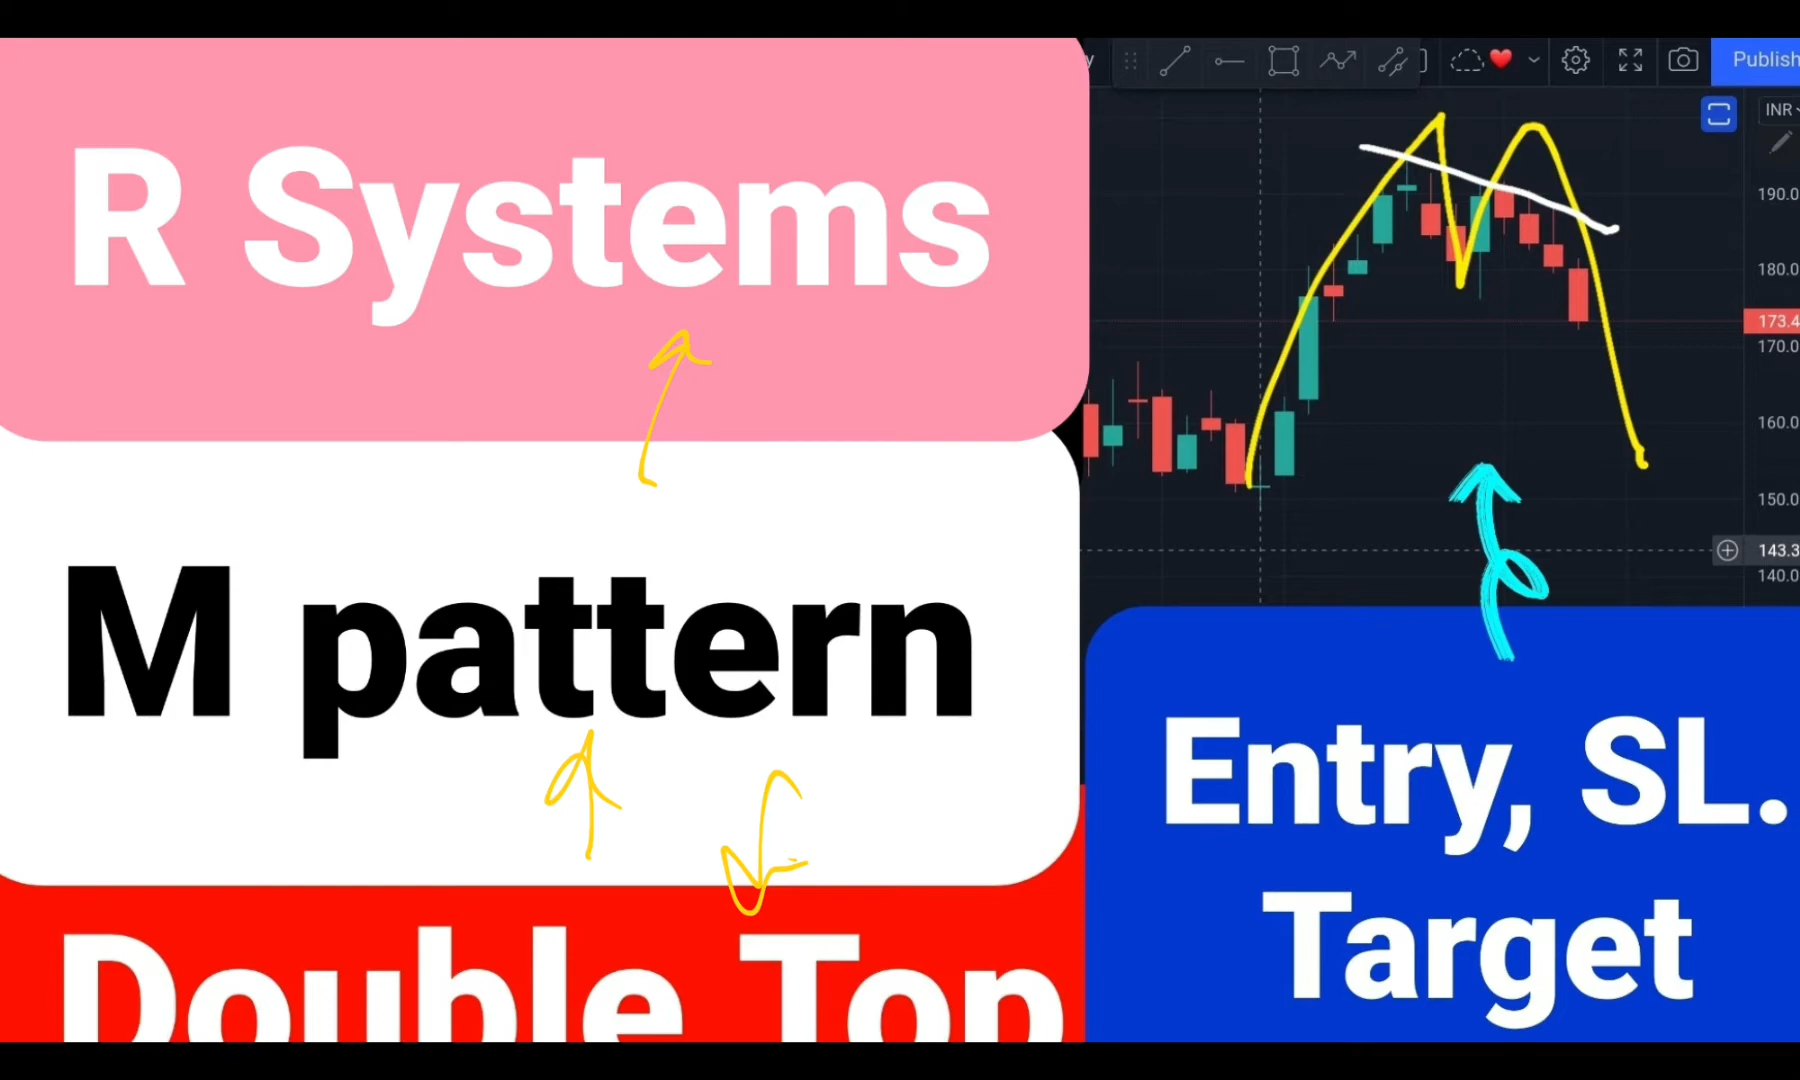 R Systems
M pattern
Double Top
y
Publish
INR
190.0
180.0
173.4
170.0
160.0
150.0
143.3
140.0
Entry, SL.
Target